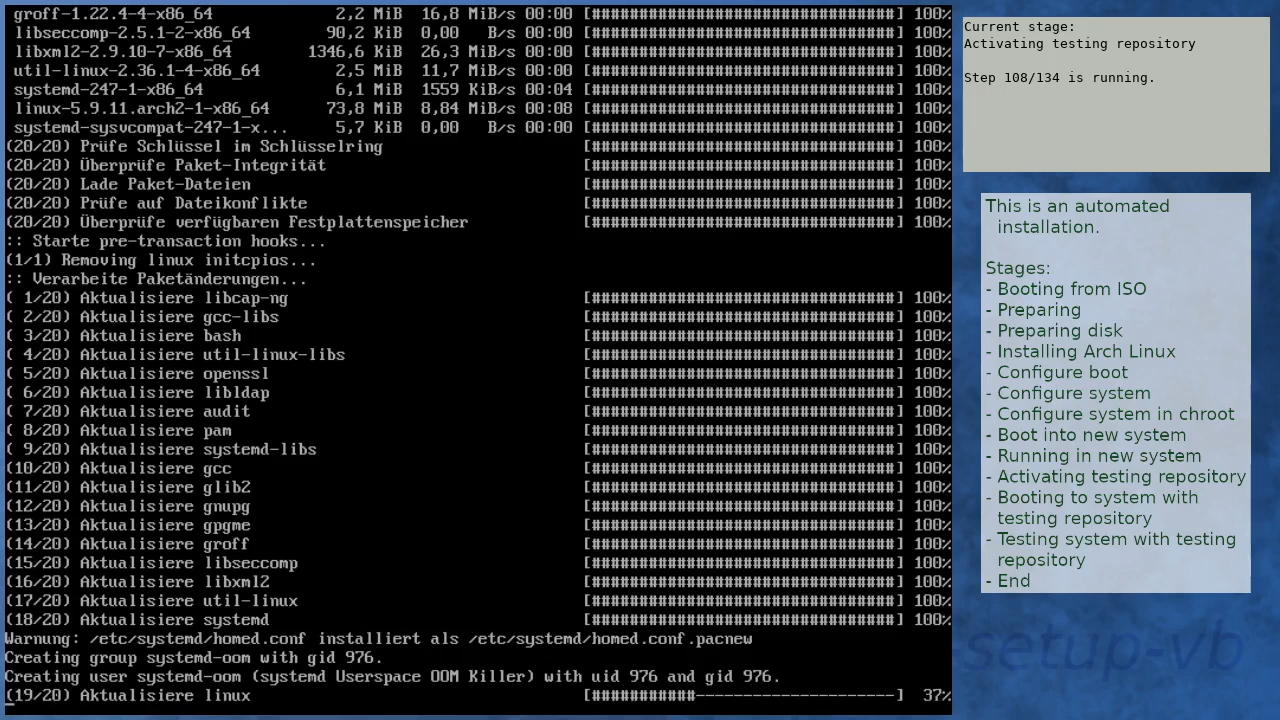 groff-1.22.4-4-x86_64 2,2 MiB 16,8 MiB/s 00:00 [################################] 100%
libseccomp-2.5.1-2-x86_64 90,2 KiB 0,00 B/s 00:00 [################################] 100%
libxml2-2.9.10-7-x86_64 1346,6 KiB 26,3 MiB/s 00:00 [################################] 100%
util-linux-2.36.1-4-x86_64 2,5 MiB 11,7 MiB/s 00:00 [################################] 100%
systemd-247-1-x86_64 6,1 MiB 1559 KiB/s 00:04 [################################] 100%
linux-5.9.11.arch2-1-x86_64 73,8 MiB 8,84 MiB/s 00:08 [################################] 100%
systemd-sysvcompat-247-1-x... 5,7 KiB 0,00 B/s 00:00 [################################] 100%
(20/20) Prüfe Schlüssel im Schlüsselring [################################] 100%
(20/20) Überprüfe Paket-Integrität [################################] 100%
(20/20) Lade Paket-Dateien [################################] 100%
(20/20) Prüfe auf Dateikonflikte [################################] 100%
(20/20) Überprüfe verfügbaren Festplattenspeicher [################################] 100%
:: Starte pre-transaction hooks...
(1/1) Removing linux initcpios...
:: Verarbeite Paketänderungen...
( 1/20) Aktualisiere libcap-ng [################################] 100%
( 2/20) Aktualisiere gcc-libs [################################] 100%
( 3/20) Aktualisiere bash [################################] 100%
( 4/20) Aktualisiere util-linux-libs [################################] 100%
( 5/20) Aktualisiere openssl [################################] 100%
( 6/20) Aktualisiere libldap [################################] 100%
( 7/20) Aktualisiere audit [################################] 100%
( 8/20) Aktualisiere pam [################################] 100%
( 9/20) Aktualisiere systemd-libs [################################] 100%
(10/20) Aktualisiere gcc [################################] 100%
(11/20) Aktualisiere glib2 [################################] 100%
(12/20) Aktualisiere gnupg [################################] 100%
(13/20) Aktualisiere gpgme [################################] 100%
(14/20) Aktualisiere groff [################################] 100%
(15/20) Aktualisiere libseccomp [################################] 100%
(16/20) Aktualisiere libxml2 [################################] 100%
(17/20) Aktualisiere util-linux [################################] 100%
(18/20) Aktualisiere systemd [################################] 100%
Warnung: /etc/systemd/homed.conf installiert als /etc/systemd/homed.conf.pacnew
Creating group systemd-oom with gid 976.
Creating user systemd-oom (systemd Userspace OOM Killer) with uid 976 and gid 976.
(19/20) Aktualisiere linux [###########---------------------] 37%
Current stage:
Activating testing repository
Step 108/134 is running.
This is an automated
installation.
Stages:
- Booting from ISO
- Preparing
- Preparing disk
- Installing Arch Linux
- Configure boot
- Configure system
- Configure system in chroot
- Boot into new system
- Running in new system
- Activating testing repository
- Booting to system with
testing repository
- Testing system with testing
repository
- End
setup-vb